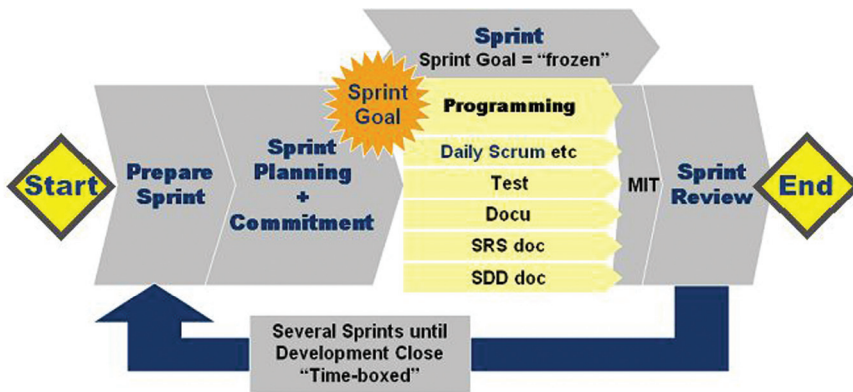 Start
Prepare
Sprint
Sprint
Planning
+
Commitment
Sprint
Goal
Sprint
Sprint Goal = “frozen”
Programming
Daily Scrum etc
Test
Docu
SRS doc
SDD doc
MIT
Sprint
Review
End
Several Sprints until
Development Close
“Time-boxed”